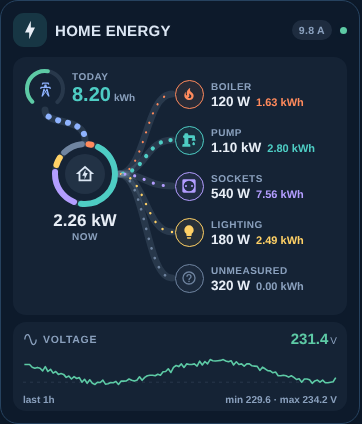 HOME ENERGY
9.8 A
TODAY
8.20 kWh
BOILER
120 W 1.63 kWh
PUMP
1.10 kW 2.80 kWh
SOCKETS
540 W 7.56 kWh
2.26 kW
NOW
LIGHTING
180 W 2.49 kWh
UNMEASURED
320 W 0.00 kWh
VOLTAGE
231.4 V
last 1h
min 229.6 · max 234.2 V